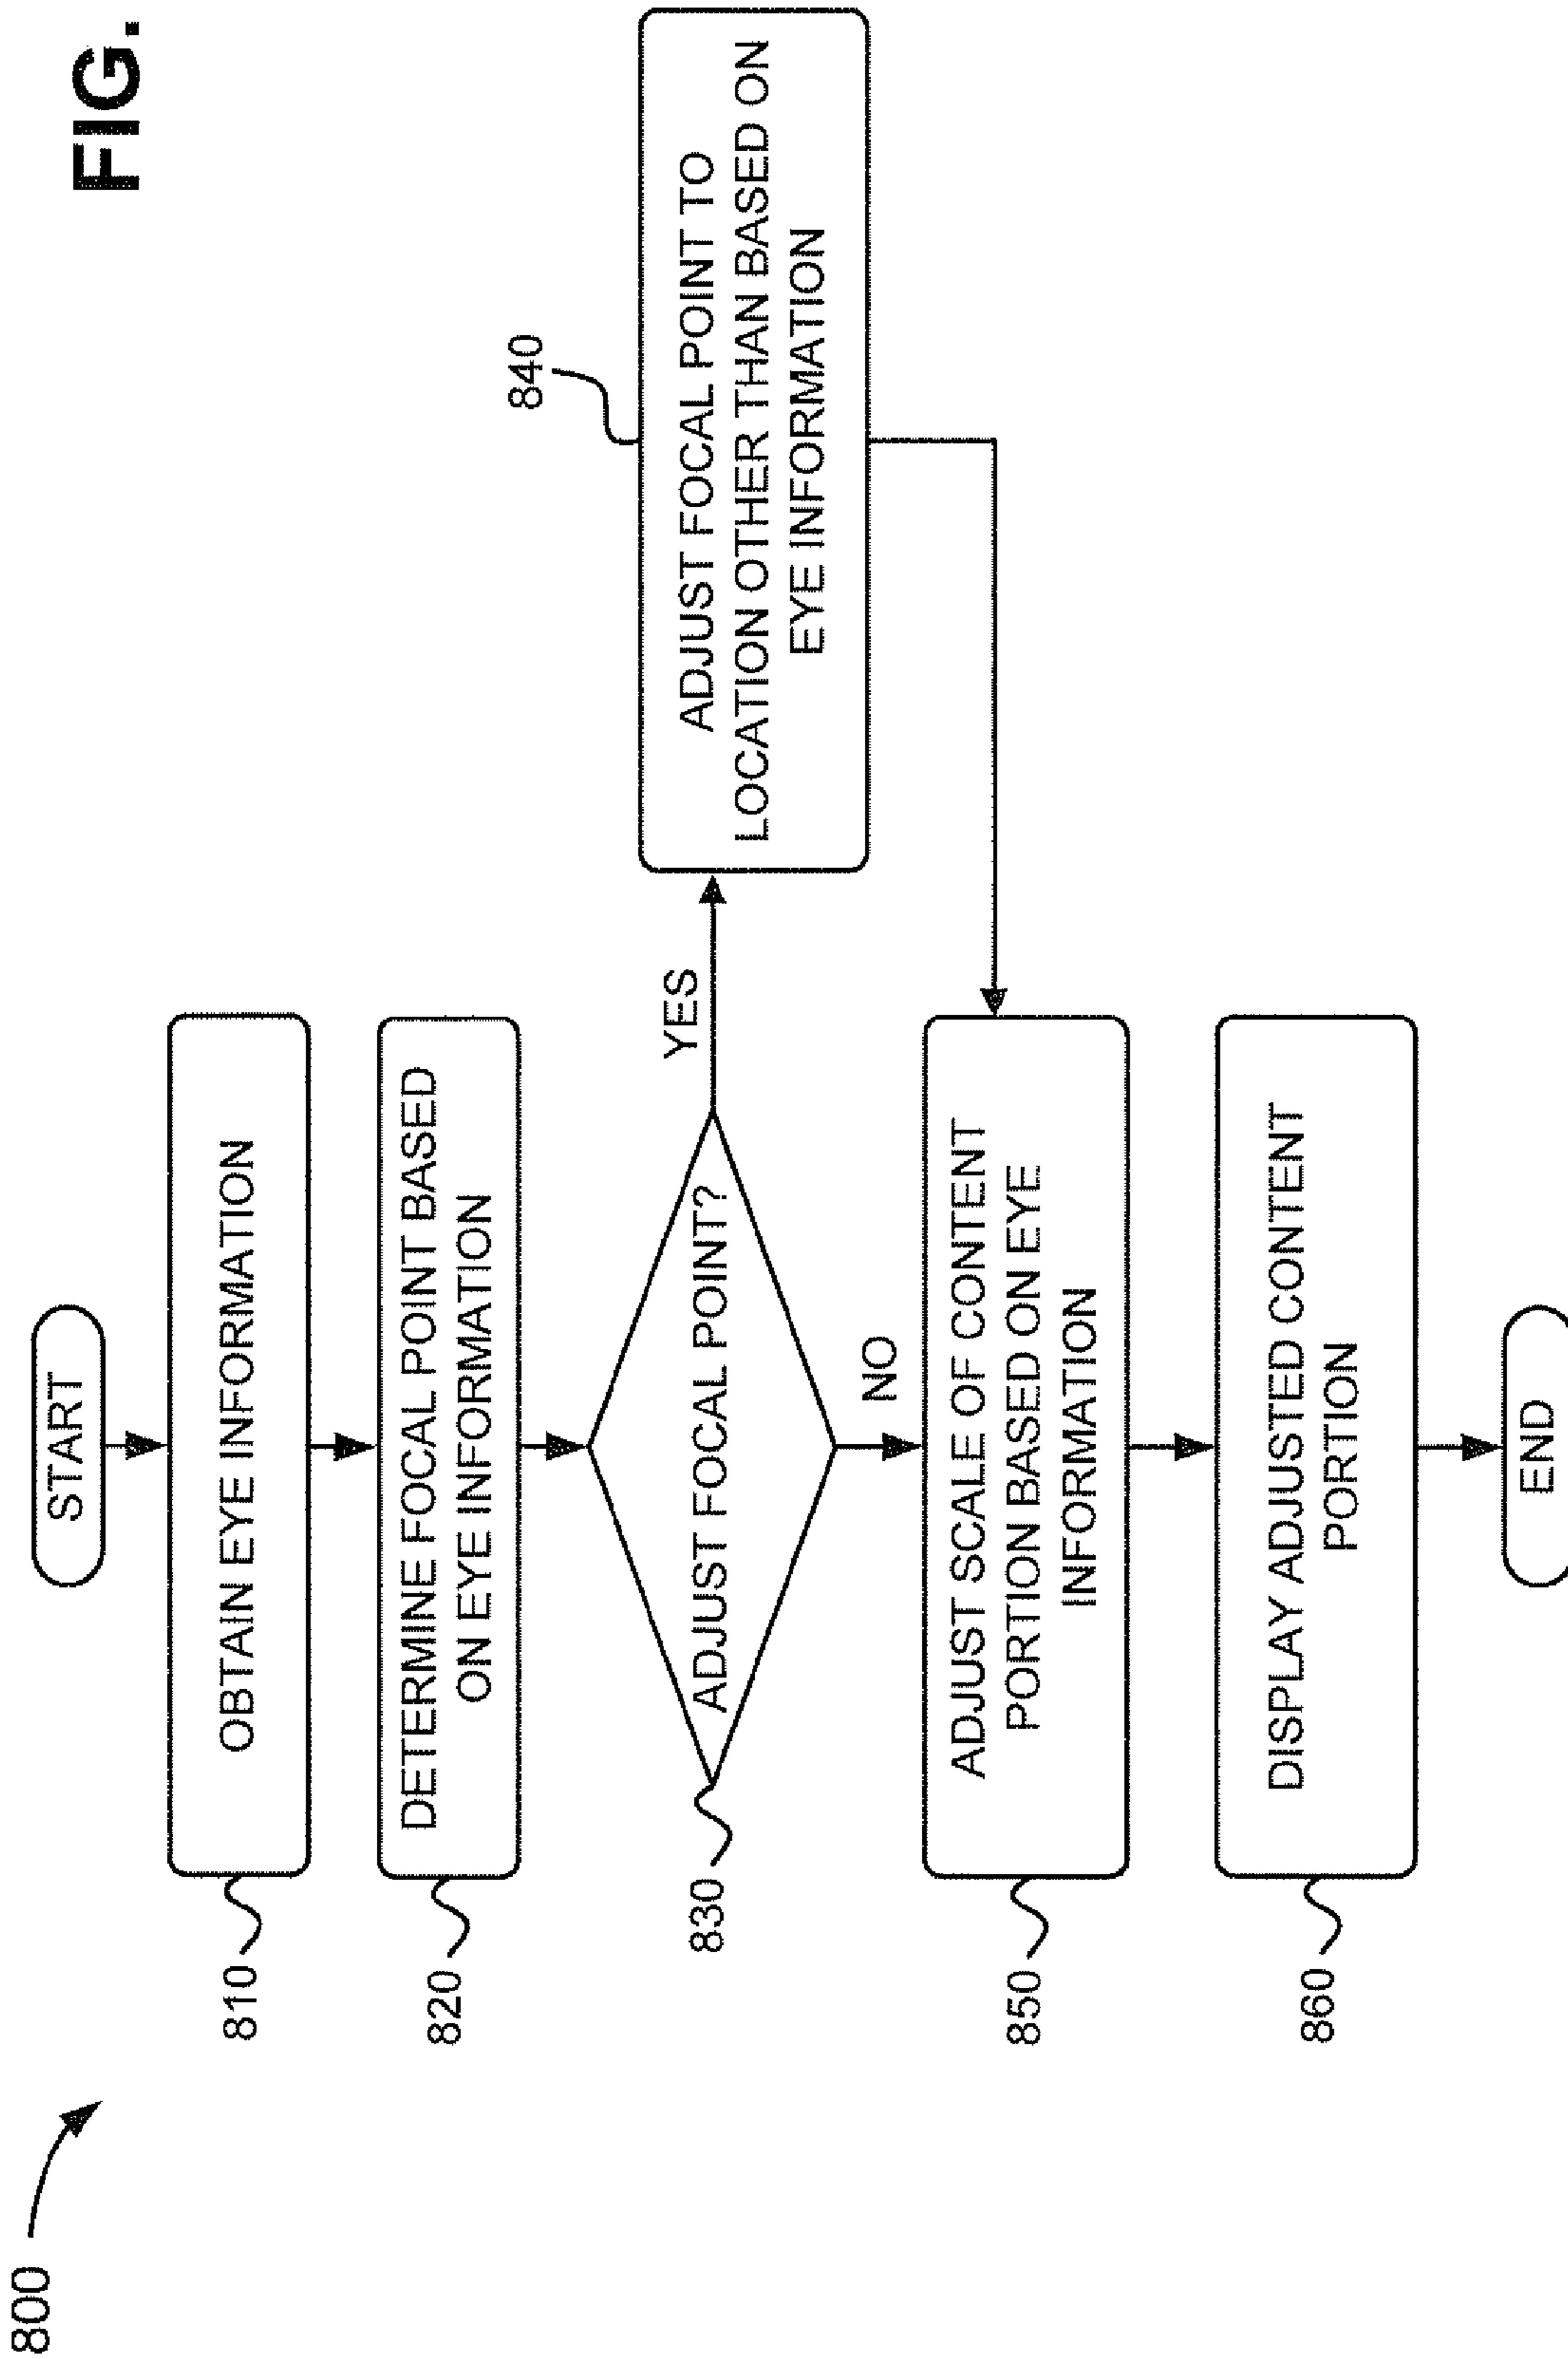 FIG.
800
START
810
OBTAIN EYE INFORMATION
820
DETERMINE FOCAL POINT BASED
ON EYE INFORMATION
830
ADJUST FOCAL POINT?
YES
840
ADJUST FOCAL POINT TO
LOCATION OTHER THAN BASED ON
EYE INFORMATION
NO
850
ADJUST SCALE OF CONTENT
PORTION BASED ON EYE
INFORMATION
860
DISPLAY ADJUSTED CONTENT
PORTION
END